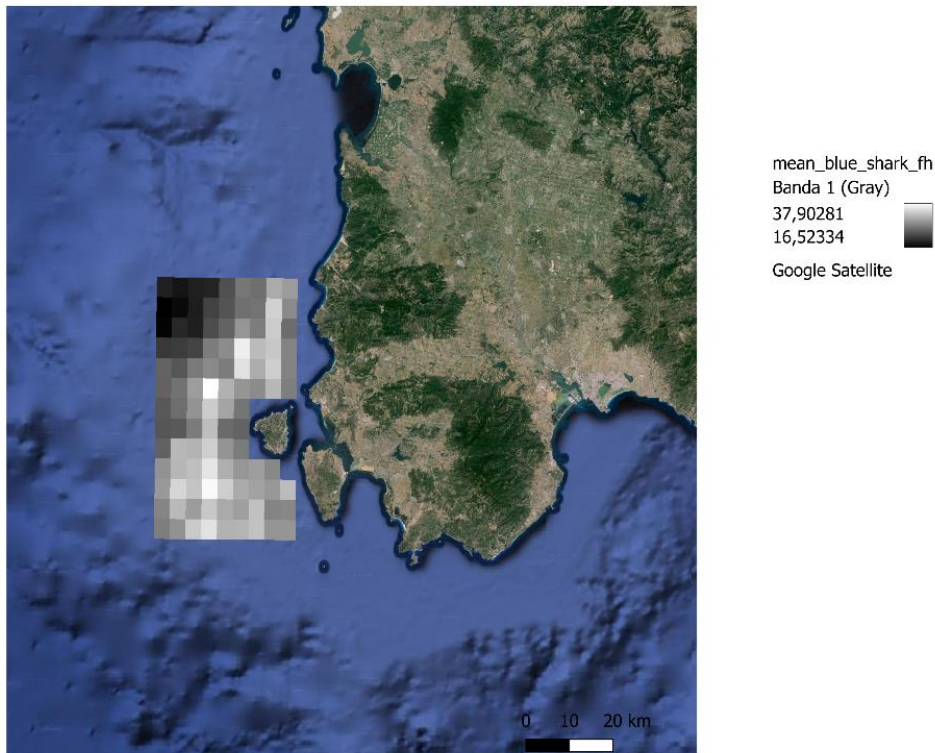 mean_blue_shark_fh
Banda 1 (Gray)
37,90281
16,52334
Google Satellite
0 10 20 km